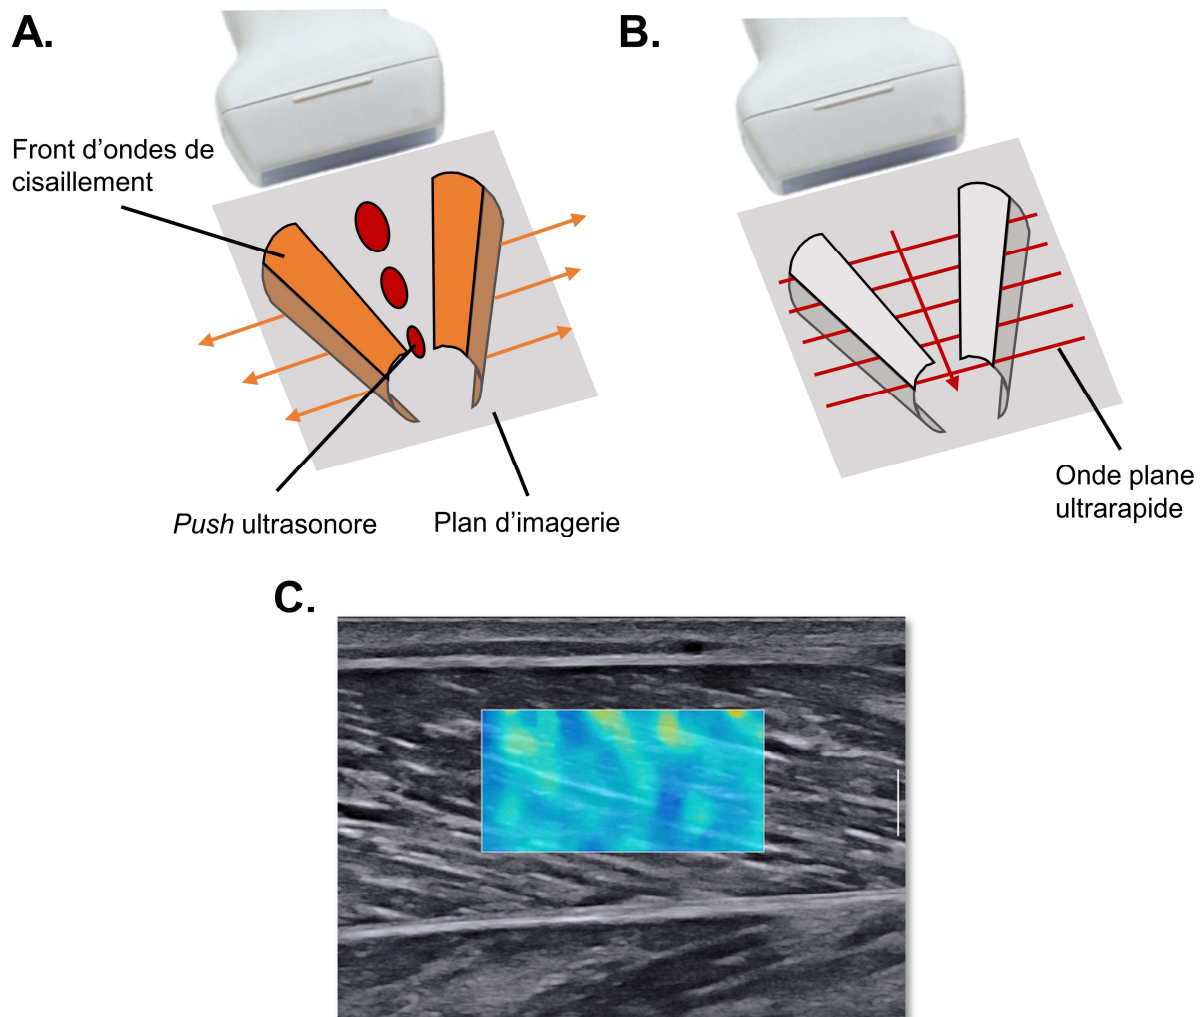 A.
B.
Front d’ondes de
cisaillement
Push ultrasonore
Plan d’imagerie
Onde plane
ultrarapide
C.